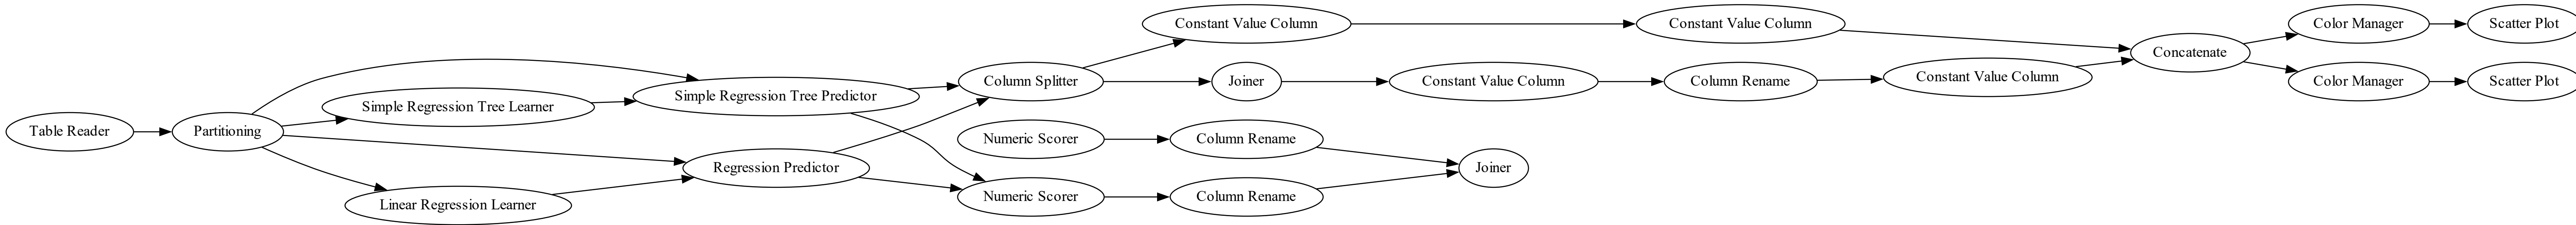 Table Reader
Partitioning
Simple Regression Tree Learner
Linear Regression Learner
Simple Regression Tree Predictor
Regression Predictor
Column Splitter
Numeric Scorer
Numeric Scorer
Constant Value Column
Joiner
Column Rename
Column Rename
Constant Value Column
Joiner
Constant Value Column
Column Rename
Constant Value Column
Concatenate
Color Manager
Color Manager
Scatter Plot
Scatter Plot